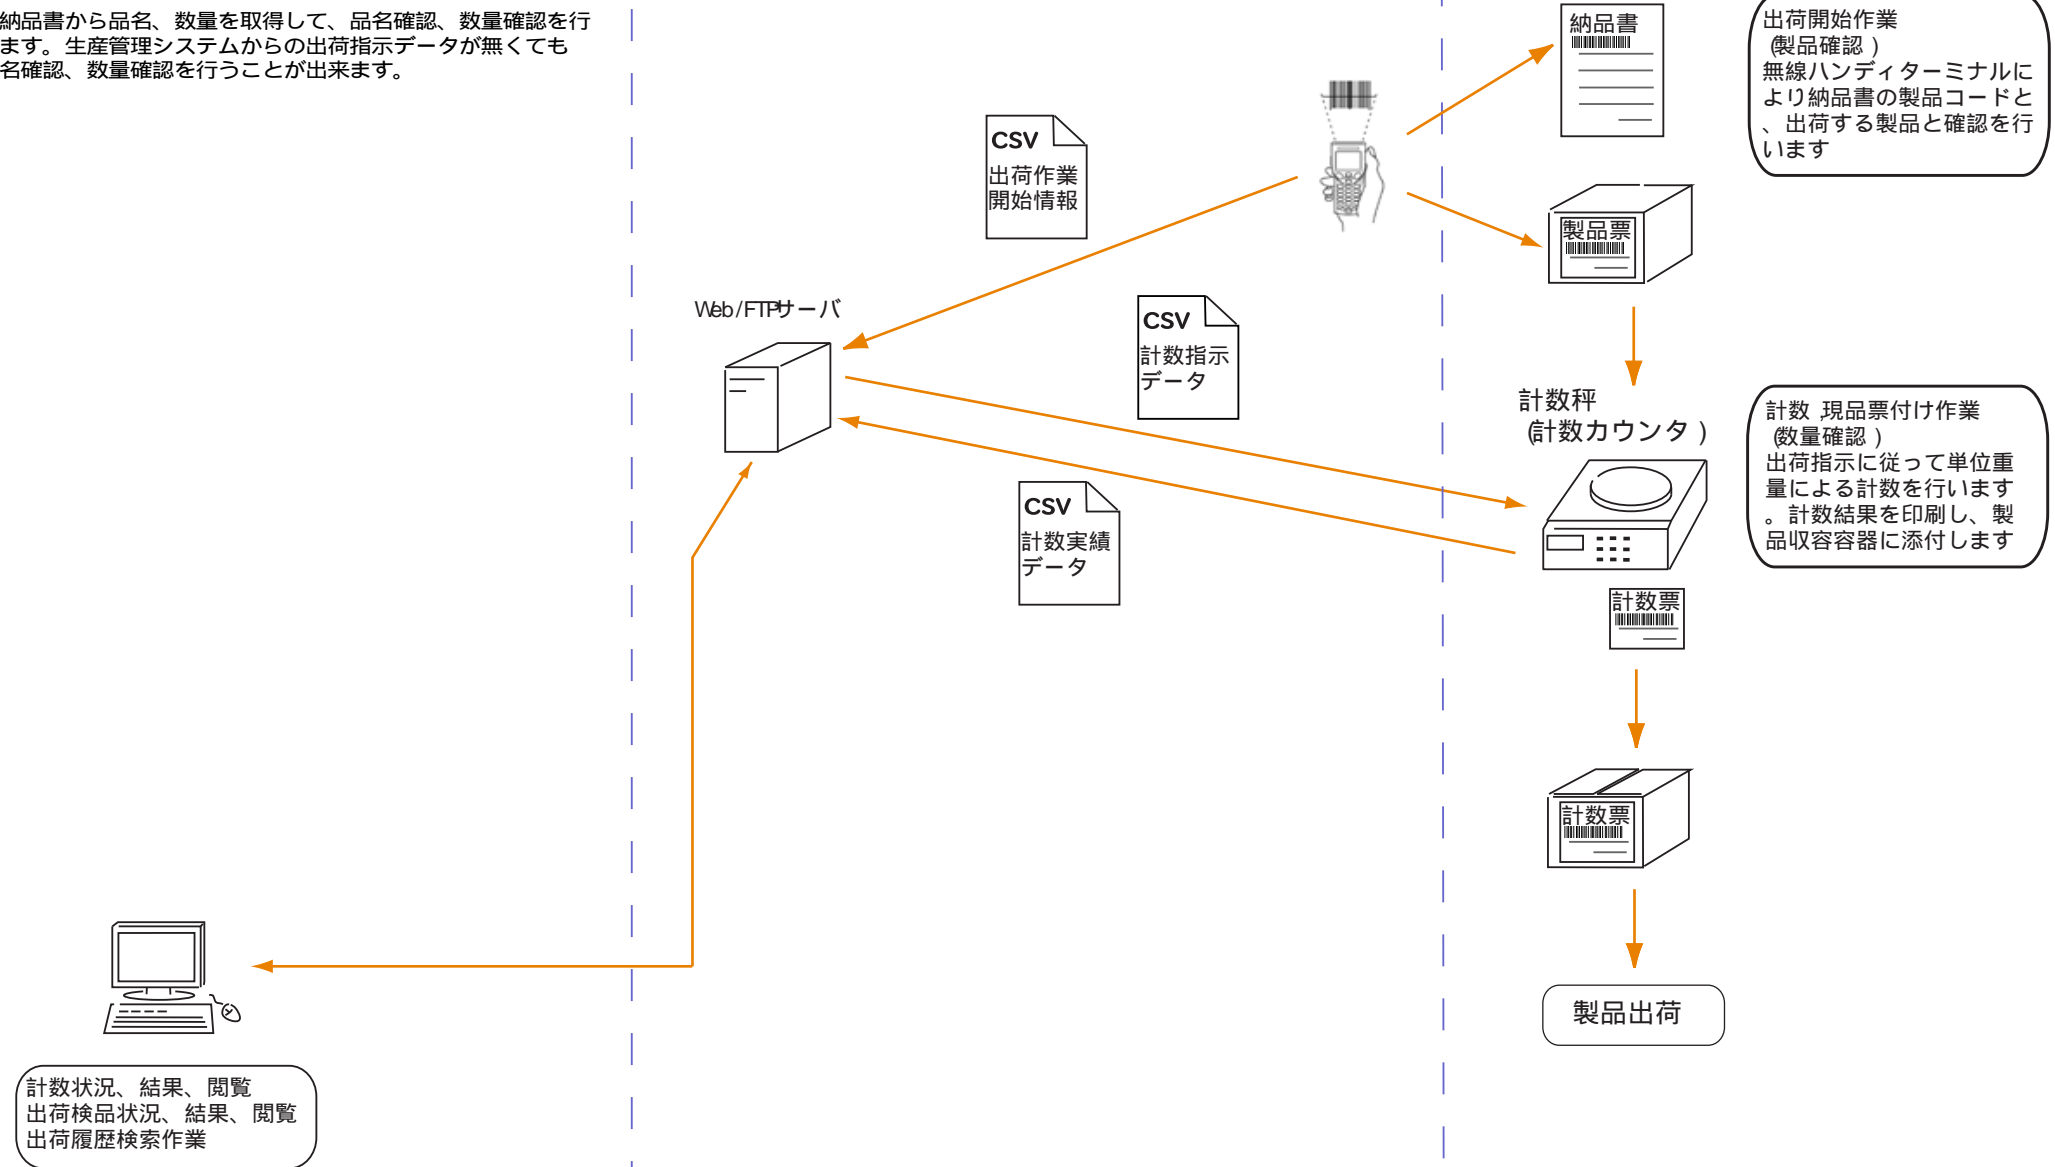 納品書から品名、数量を取得して、品名確認、数量確認を行
ます。生産管理システムからの出荷指示データが無くても
名確認、数量確認を行うことが出来ます。
納品書
出荷開始作業
(製品確認)
無線ハンディターミナルに
より納品書の製品コードと
、出荷する製品と確認を行
います
CSV
出荷作業
開始情報
製品票
Web/FTPサーバ
CSV
計数指示
データ
計数秤
(計数カウンタ)
計数 現品票付け作業
(数量確認)
出荷指示に従って単位重
量による計数を行います
。計数結果を印刷し、製
品収容容器に添付します
CSV
計数実績
データ
計数票
計数票
製品出荷
計数状況、結果、閲覧
出荷検品状況、結果、閲覧
出荷履歴検索作業